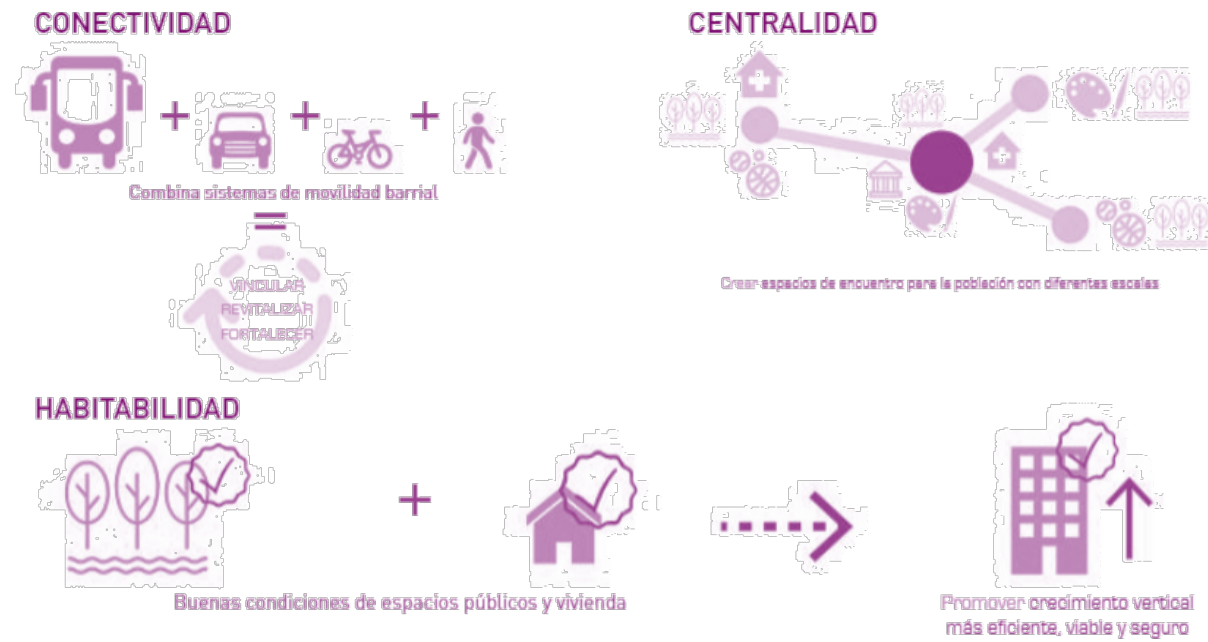 CONECTIVIDAD
Combina sistemas de movilidad barrial
VINCULAR
REVITALIZAR
FORTALECER
CENTRALIDAD
Crear espacios de encuentro para la población con diferentes escalas
HABITABILIDAD
Buenas condiciones de espacios públicos y vivienda
Promover crecimiento vertical
más eficiente, viable y seguro